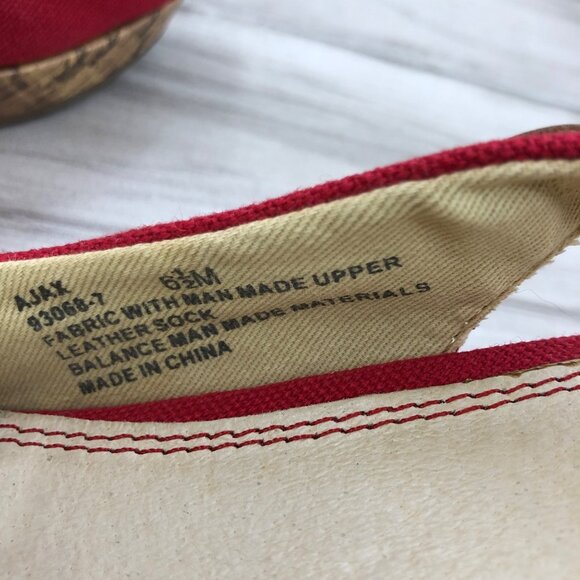 AJAX
93068-7 6½M
FABRIC WITH MAN MADE UPPER
LEATHER SOCK
BALANCE MAN MADE MATERIALS
MADE IN CHINA